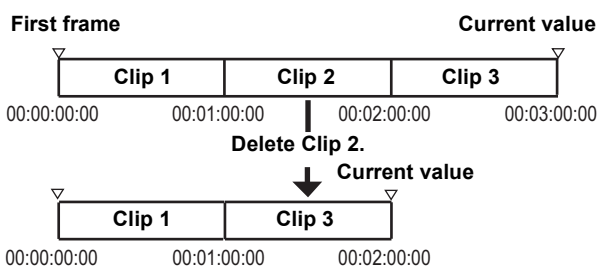 First frame Current value
Clip 1 Clip 2 Clip 3
00:00:00:00 00:01:00:00 00:02:00:00 00:03:00:00
Delete Clip 2.
Current value
Clip 1 Clip 3
00:00:00:00 00:01:00:00 00:02:00:00